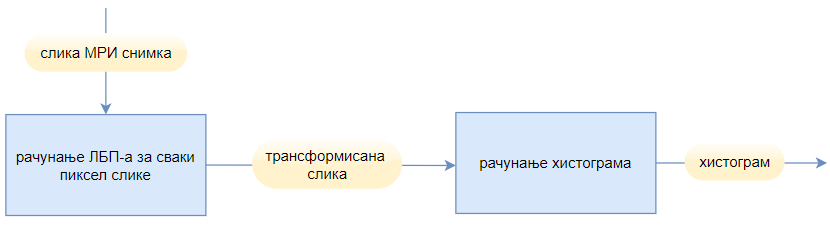 слика МРИ снимка
рачунање ЛБП-а за сваки
пиксел слике
трансформисана
слика
рачунање хистограма
хистограм